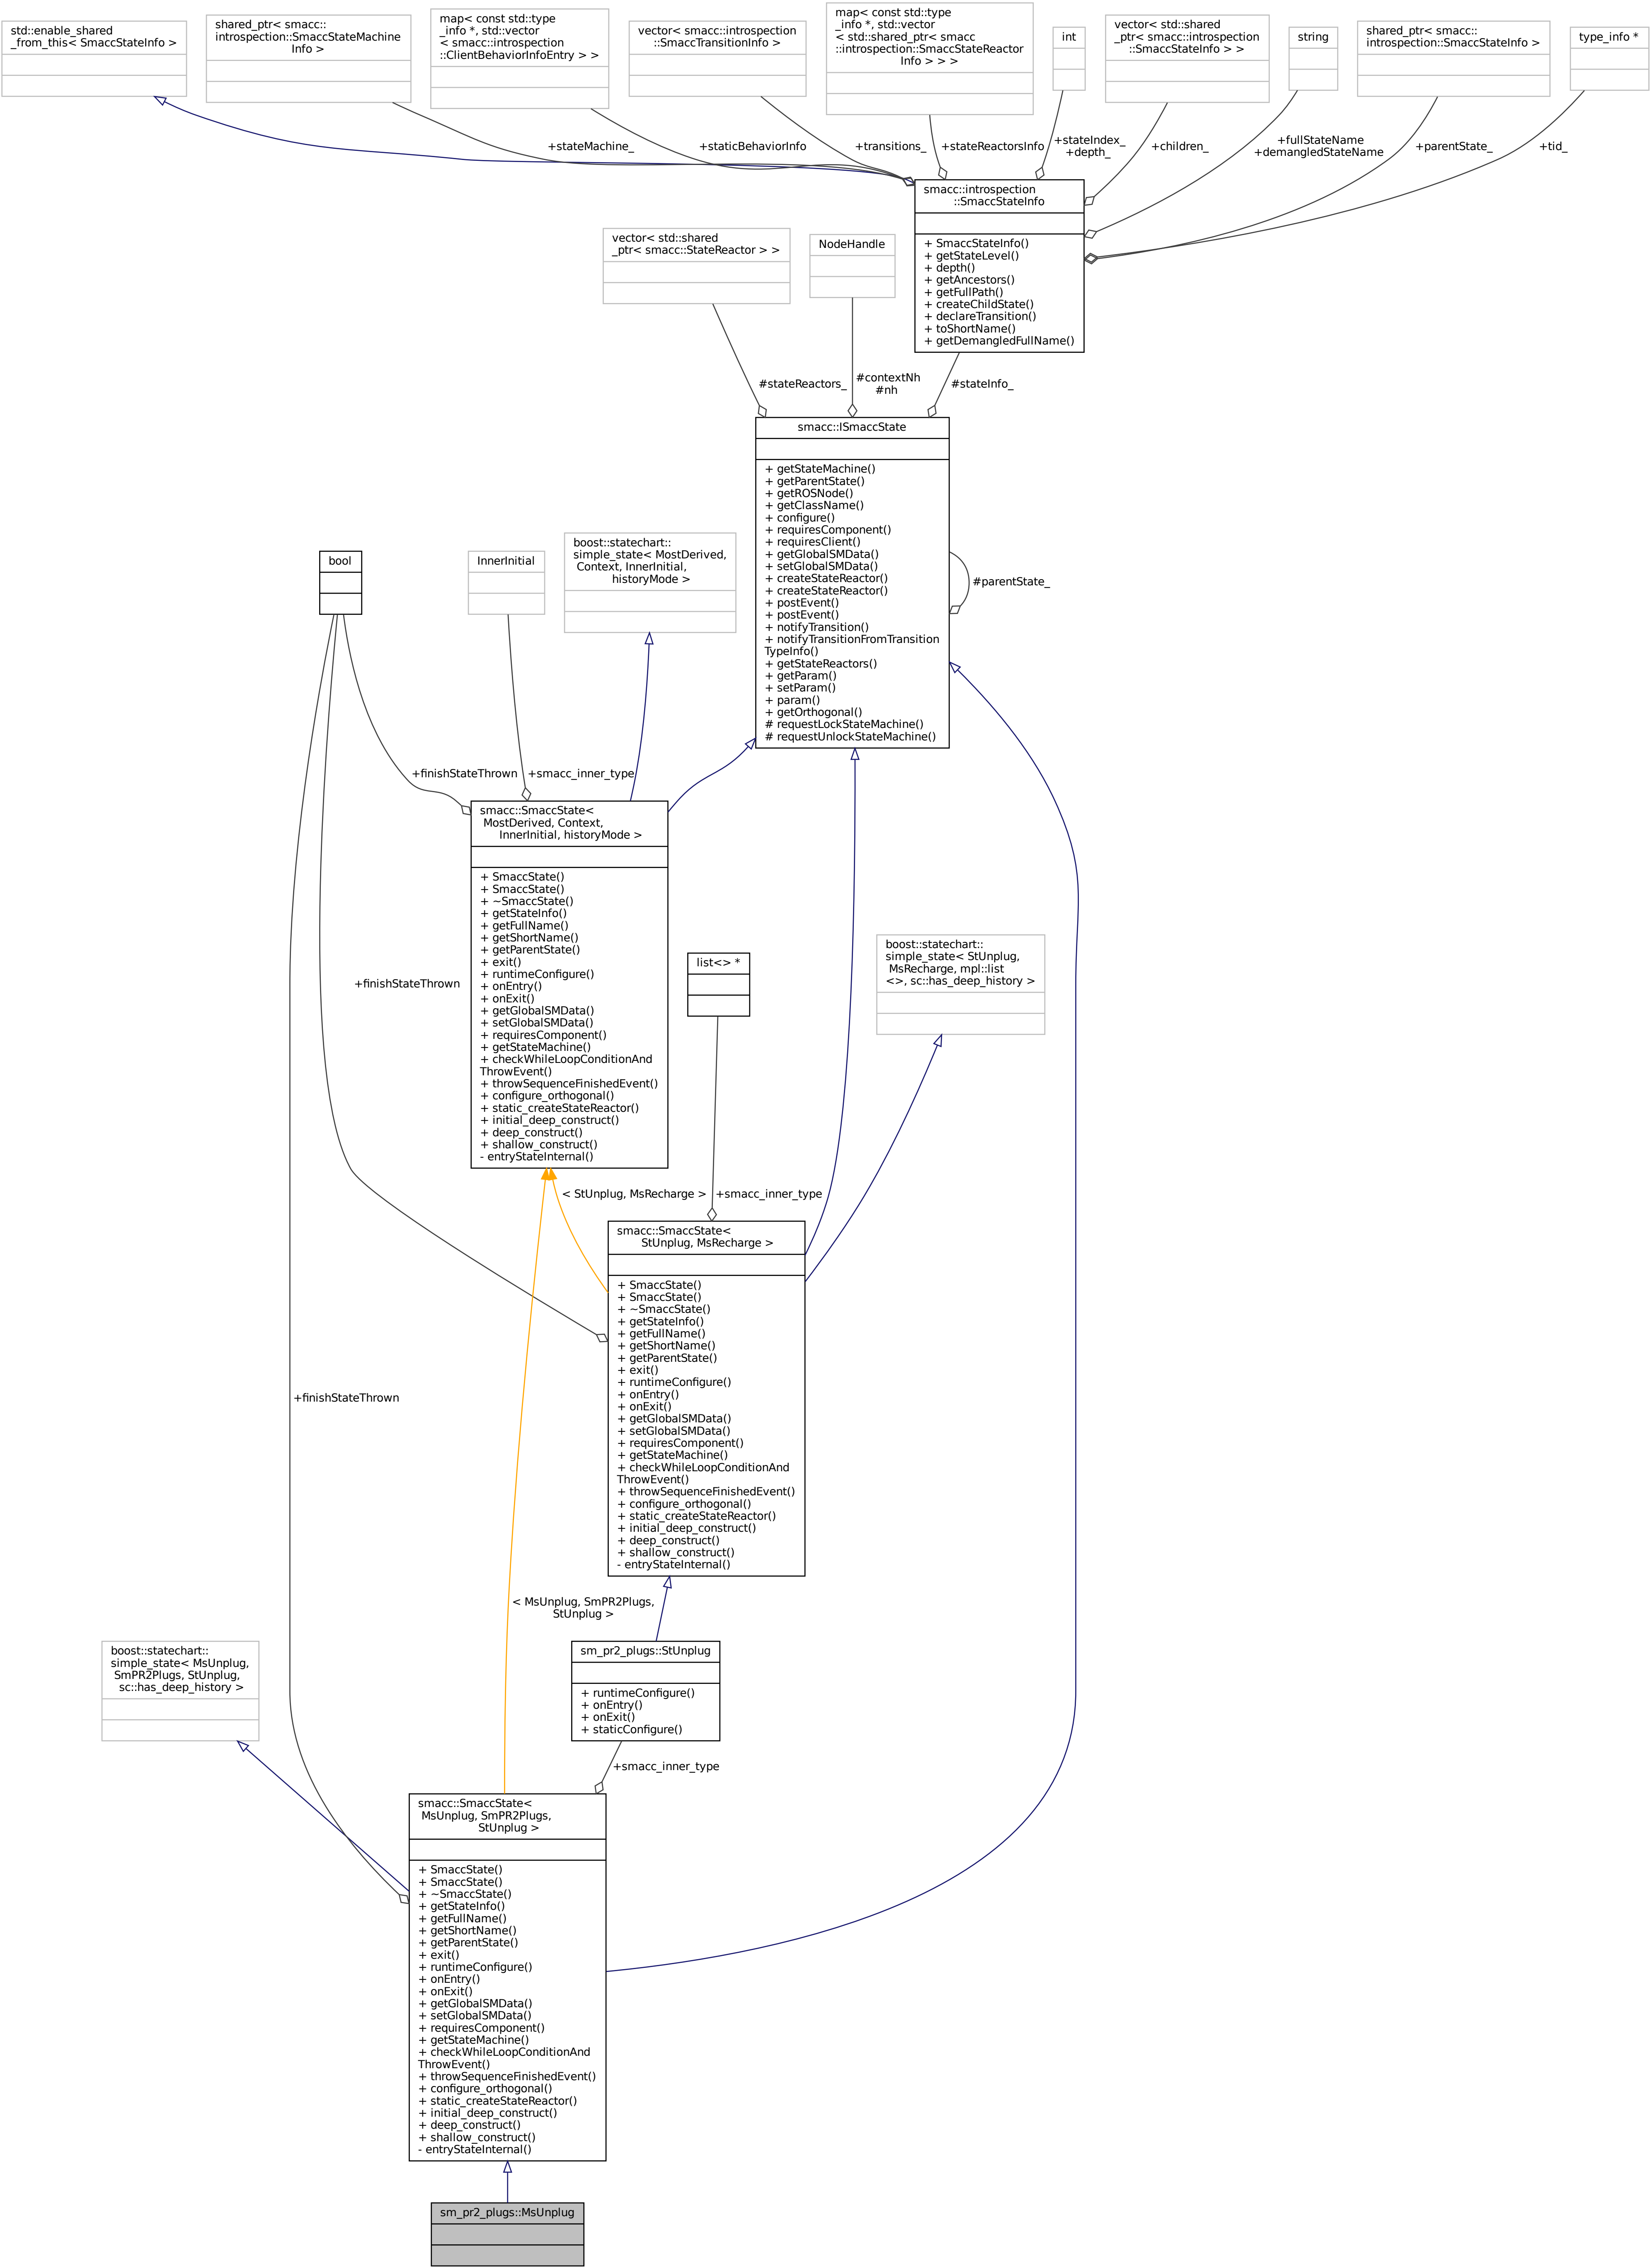 std::enable_shared
_from_this< SmaccStateInfo >
shared_ptr< smacc::
introspection::SmaccStateMachine
Info >
map< const std::type
_info *, std::vector
< smacc::introspection
::ClientBehaviorInfoEntry > >
vector< smacc::introspection
::SmaccTransitionInfo >
map< const std::type
_info *, std::vector
< std::shared_ptr< smacc
::introspection::SmaccStateReactor
Info > > >
int
vector< std::shared
_ptr< smacc::introspection
::SmaccStateInfo > >
string
shared_ptr< smacc::
introspection::SmaccStateInfo >
type_info *
+stateMachine_
+staticBehaviorInfo
+transitions_
+stateReactorsInfo
+stateIndex_
+depth_
+children_
+fullStateName
+demangledStateName
+parentState_
+tid_
smacc::introspection
::SmaccStateInfo
+ SmaccStateInfo()
+ getStateLevel()
+ depth()
+ getAncestors()
+ getFullPath()
+ createChildState()
+ declareTransition()
+ toShortName()
+ getDemangledFullName()
vector< std::shared
_ptr< smacc::StateReactor > >
NodeHandle
#stateReactors_
#contextNh
#nh
#stateInfo_
smacc::ISmaccState
+ getStateMachine()
+ getParentState()
+ getROSNode()
+ getClassName()
+ configure()
+ requiresComponent()
+ requiresClient()
+ getGlobalSMData()
+ setGlobalSMData()
+ createStateReactor()
+ createStateReactor()
+ postEvent()
+ postEvent()
+ notifyTransition()
+ notifyTransitionFromTransition
TypeInfo()
+ getStateReactors()
+ getParam()
+ setParam()
+ param()
+ getOrthogonal()
# requestLockStateMachine()
# requestUnlockStateMachine()
#parentState_
bool
InnerInitial
boost::statechart::
simple_state< MostDerived,
Context, InnerInitial,
historyMode >
+finishStateThrown
+smacc_inner_type
smacc::SmaccState<
MostDerived, Context,
InnerInitial, historyMode >
+ SmaccState()
+ SmaccState()
+ ~SmaccState()
+ getStateInfo()
+ getFullName()
+ getShortName()
+ getParentState()
+ exit()
+ runtimeConfigure()
+ onEntry()
+ onExit()
+ getGlobalSMData()
+ setGlobalSMData()
+ requiresComponent()
+ getStateMachine()
+ checkWhileLoopConditionAnd
ThrowEvent()
+ throwSequenceFinishedEvent()
+ configure_orthogonal()
+ static_createStateReactor()
+ initial_deep_construct()
+ deep_construct()
+ shallow_construct()
- entryStateInternal()
+finishStateThrown
list<> *
boost::statechart::
simple_state< StUnplug,
MsRecharge, mpl::list
<>, sc::has_deep_history >
< StUnplug, MsRecharge >
+smacc_inner_type
smacc::SmaccState<
StUnplug, MsRecharge >
+ SmaccState()
+ SmaccState()
+ ~SmaccState()
+ getStateInfo()
+ getFullName()
+ getShortName()
+ getParentState()
+ exit()
+ runtimeConfigure()
+ onEntry()
+ onExit()
+ getGlobalSMData()
+ setGlobalSMData()
+ requiresComponent()
+ getStateMachine()
+ checkWhileLoopConditionAnd
ThrowEvent()
+ throwSequenceFinishedEvent()
+ configure_orthogonal()
+ static_createStateReactor()
+ initial_deep_construct()
+ deep_construct()
+ shallow_construct()
- entryStateInternal()
+finishStateThrown
< MsUnplug, SmPR2Plugs,
StUnplug >
boost::statechart::
simple_state< MsUnplug,
SmPR2Plugs, StUnplug,
sc::has_deep_history >
sm_pr2_plugs::StUnplug
+ runtimeConfigure()
+ onEntry()
+ onExit()
+ staticConfigure()
+smacc_inner_type
smacc::SmaccState<
MsUnplug, SmPR2Plugs,
StUnplug >
+ SmaccState()
+ SmaccState()
+ ~SmaccState()
+ getStateInfo()
+ getFullName()
+ getShortName()
+ getParentState()
+ exit()
+ runtimeConfigure()
+ onEntry()
+ onExit()
+ getGlobalSMData()
+ setGlobalSMData()
+ requiresComponent()
+ getStateMachine()
+ checkWhileLoopConditionAnd
ThrowEvent()
+ throwSequenceFinishedEvent()
+ configure_orthogonal()
+ static_createStateReactor()
+ initial_deep_construct()
+ deep_construct()
+ shallow_construct()
- entryStateInternal()
sm_pr2_plugs::MsUnplug